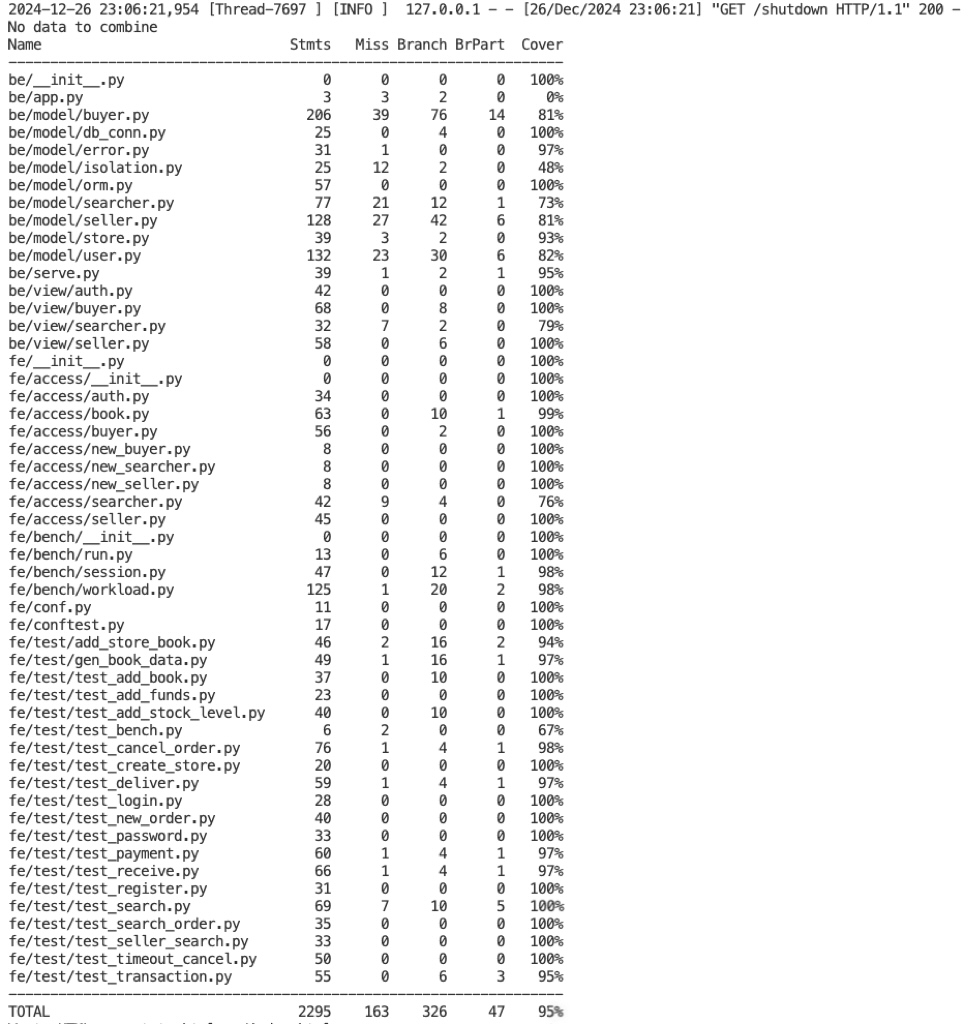 2024-12-26 23:06:21,954 [Thread-7697 ] [INFO ]  127.0.0.1 - - [26/Dec/2024 23:06:21] "GET /shutdown HTTP/1.1" 200 -
No data to combine
Name                             Stmts   Miss Branch BrPart  Cover
------------------------------------------------------------------
be/__init__.py                       0      0      0      0   100%
be/app.py                            3      3      2      0     0%
be/model/buyer.py                  206     39     76     14    81%
be/model/db_conn.py                 25      0      4      0   100%
be/model/error.py                   31      1      0      0    97%
be/model/isolation.py               25     12      2      0    48%
be/model/orm.py                     57      0      0      0   100%
be/model/searcher.py                77     21     12      1    73%
be/model/seller.py                 128     27     42      6    81%
be/model/store.py                   39      3      2      0    93%
be/model/user.py                   132     23     30      6    82%
be/serve.py                         39      1      2      1    95%
be/view/auth.py                     42      0      0      0   100%
be/view/buyer.py                    68      0      8      0   100%
be/view/searcher.py                 32      7      2      0    79%
be/view/seller.py                   58      0      6      0   100%
fe/__init__.py                       0      0      0      0   100%
fe/access/__init__.py                0      0      0      0   100%
fe/access/auth.py                   34      0      0      0   100%
fe/access/book.py                   63      0     10      1    99%
fe/access/buyer.py                  56      0      2      0   100%
fe/access/new_buyer.py               8      0      0      0   100%
fe/access/new_searcher.py            8      0      0      0   100%
fe/access/new_seller.py              8      0      0      0   100%
fe/access/searcher.py               42      9      4      0    76%
fe/access/seller.py                 45      0      0      0   100%
fe/bench/__init__.py                 0      0      0      0   100%
fe/bench/run.py                     13      0      6      0   100%
fe/bench/session.py                 47      0     12      1    98%
fe/bench/workload.py               125      1     20      2    98%
fe/conf.py                          11      0      0      0   100%
fe/conftest.py                      17      0      0      0   100%
fe/test/add_store_book.py           46      2     16      2    94%
fe/test/gen_book_data.py            49      1     16      1    97%
fe/test/test_add_book.py            37      0     10      0   100%
fe/test/test_add_funds.py           23      0      0      0   100%
fe/test/test_add_stock_level.py     40      0     10      0   100%
fe/test/test_bench.py                6      2      0      0    67%
fe/test/test_cancel_order.py        76      1      4      1    98%
fe/test/test_create_store.py        20      0      0      0   100%
fe/test/test_deliver.py             59      1      4      1    97%
fe/test/test_login.py               28      0      0      0   100%
fe/test/test_new_order.py           40      0      0      0   100%
fe/test/test_password.py            33      0      0      0   100%
fe/test/test_payment.py             60      1      4      1    97%
fe/test/test_receive.py             66      1      4      1    97%
fe/test/test_register.py            31      0      0      0   100%
fe/test/test_search.py              69      7     10      5   100%
fe/test/test_search_order.py        35      0      0      0   100%
fe/test/test_seller_search.py       33      0      0      0   100%
fe/test/test_timeout_cancel.py      50      0      0      0   100%
fe/test/test_transaction.py         55      0      6      3    95%
------------------------------------------------------------------
TOTAL                             2295    163    326     47    95%